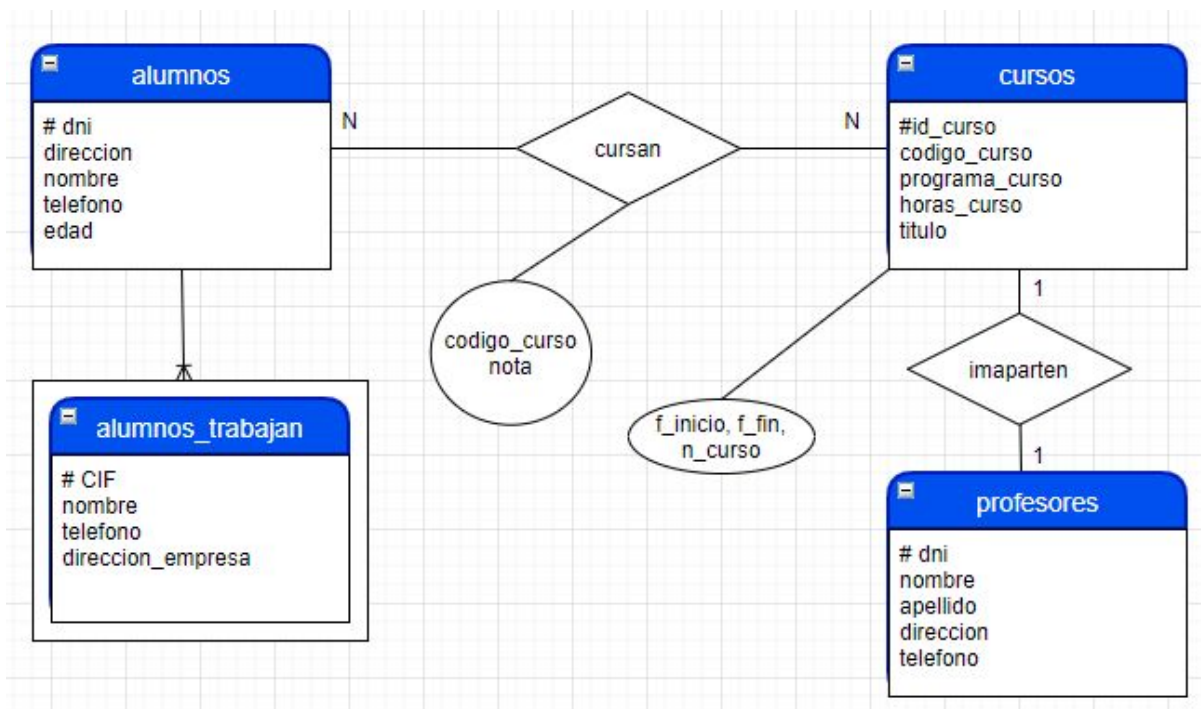 alumnos
# dni
direccion
nombre
telefono
edad
N
cursan
N
cursos
#id_curso
codigo_curso
programa_curso
horas_curso
titulo
codigo_curso
nota
f_inicio, f_fin,
n_curso
1
imaparten
1
alumnos_trabajan
# CIF
nombre
telefono
direccion_empresa
profesores
# dni
nombre
apellido
direccion
telefono